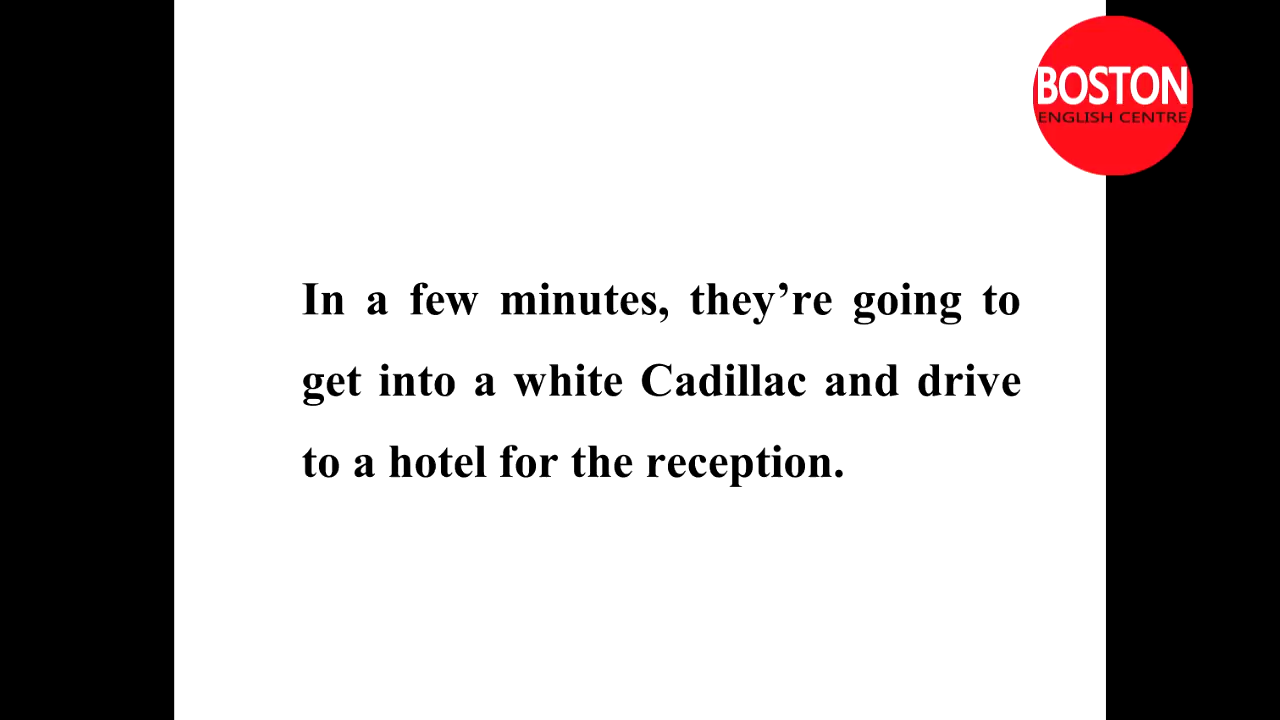 BOSTON
ENGLISH CENTRE
In a few minutes, they’re going to
get into a white Cadillac and drive
to a hotel for the reception.